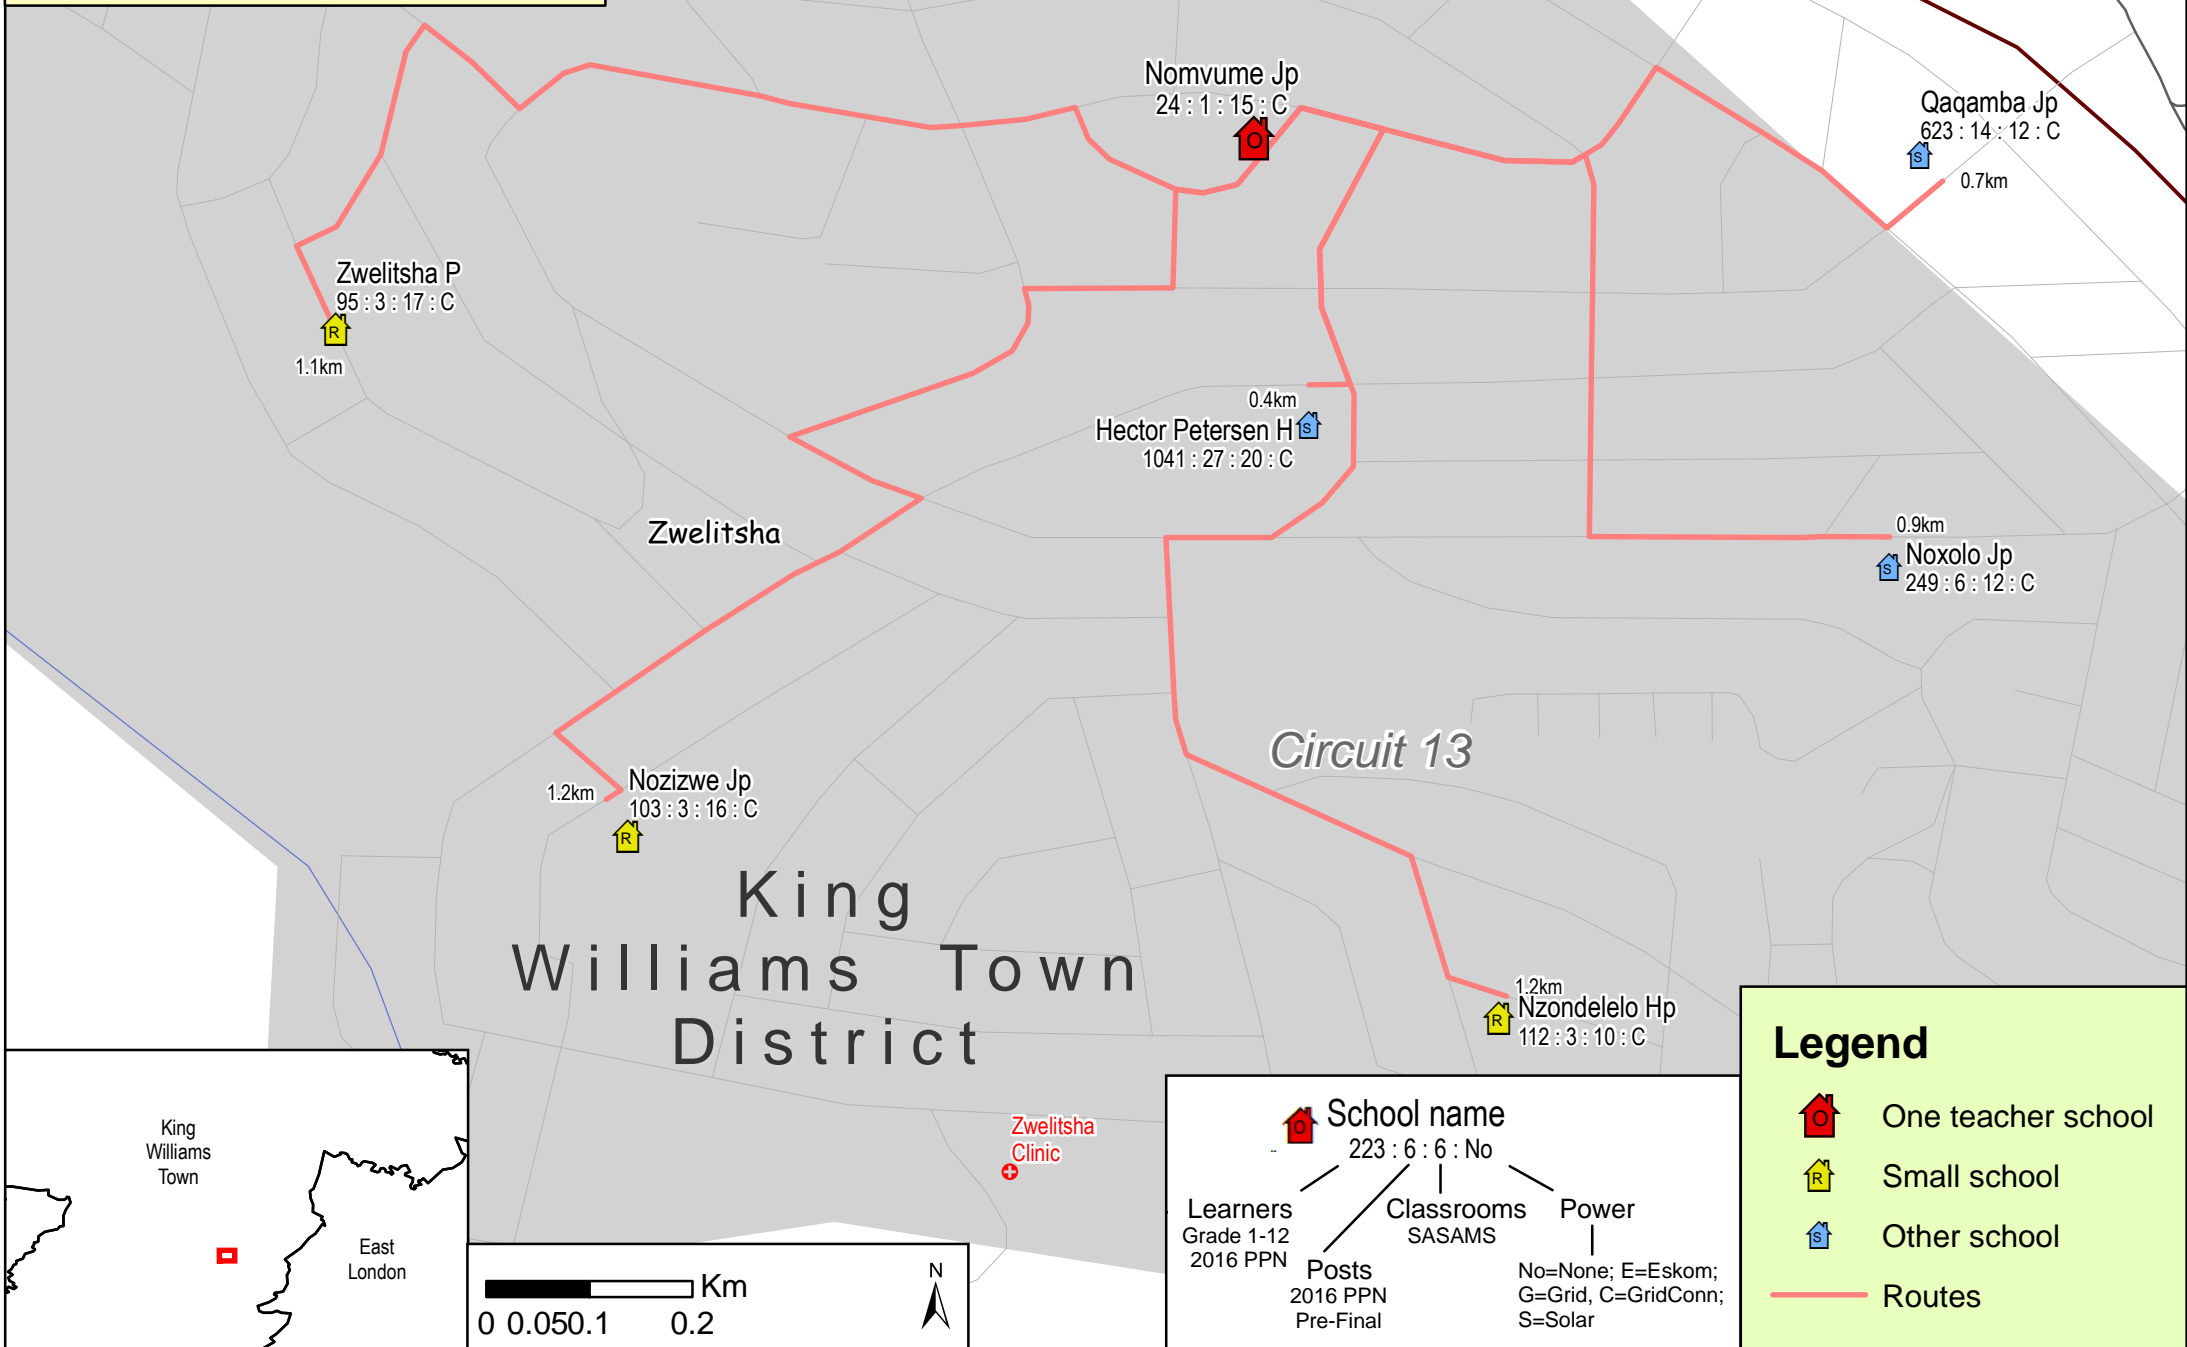 Nomvume Jp
24 : 1 : 15 : C
O
Qaqamba Jp
623 : 14 : 12 : C
S
0.7km
Zwelitsha P
95 : 3 : 17 : C
R
1.1km
0.4km
Hector Petersen H
S
1041 : 27 : 20 : C
Zwelitsha
0.9km
Noxolo Jp
S
249 : 6 : 12 : C
Circuit 13
Nozizwe Jp
1.2km
103 : 3 : 16 : C
R
King
Williams Town
District
1.2km
Nzondelelo Hp
R
112 : 3 : 10 : C
Zwelitsha
Clinic
King
Williams
Town
East
London
Km
0 0.050.1 0.2
N
O
School name
223 : 6 : 6 : No
Learners
Grade 1-12
2016 PPN
Posts
2016 PPN
Pre-Final
Classrooms
SASAMS
Power
No=None; E=Eskom;
G=Grid, C=GridConn;
S=Solar
Legend
O One teacher school
R Small school
S Other school
Routes